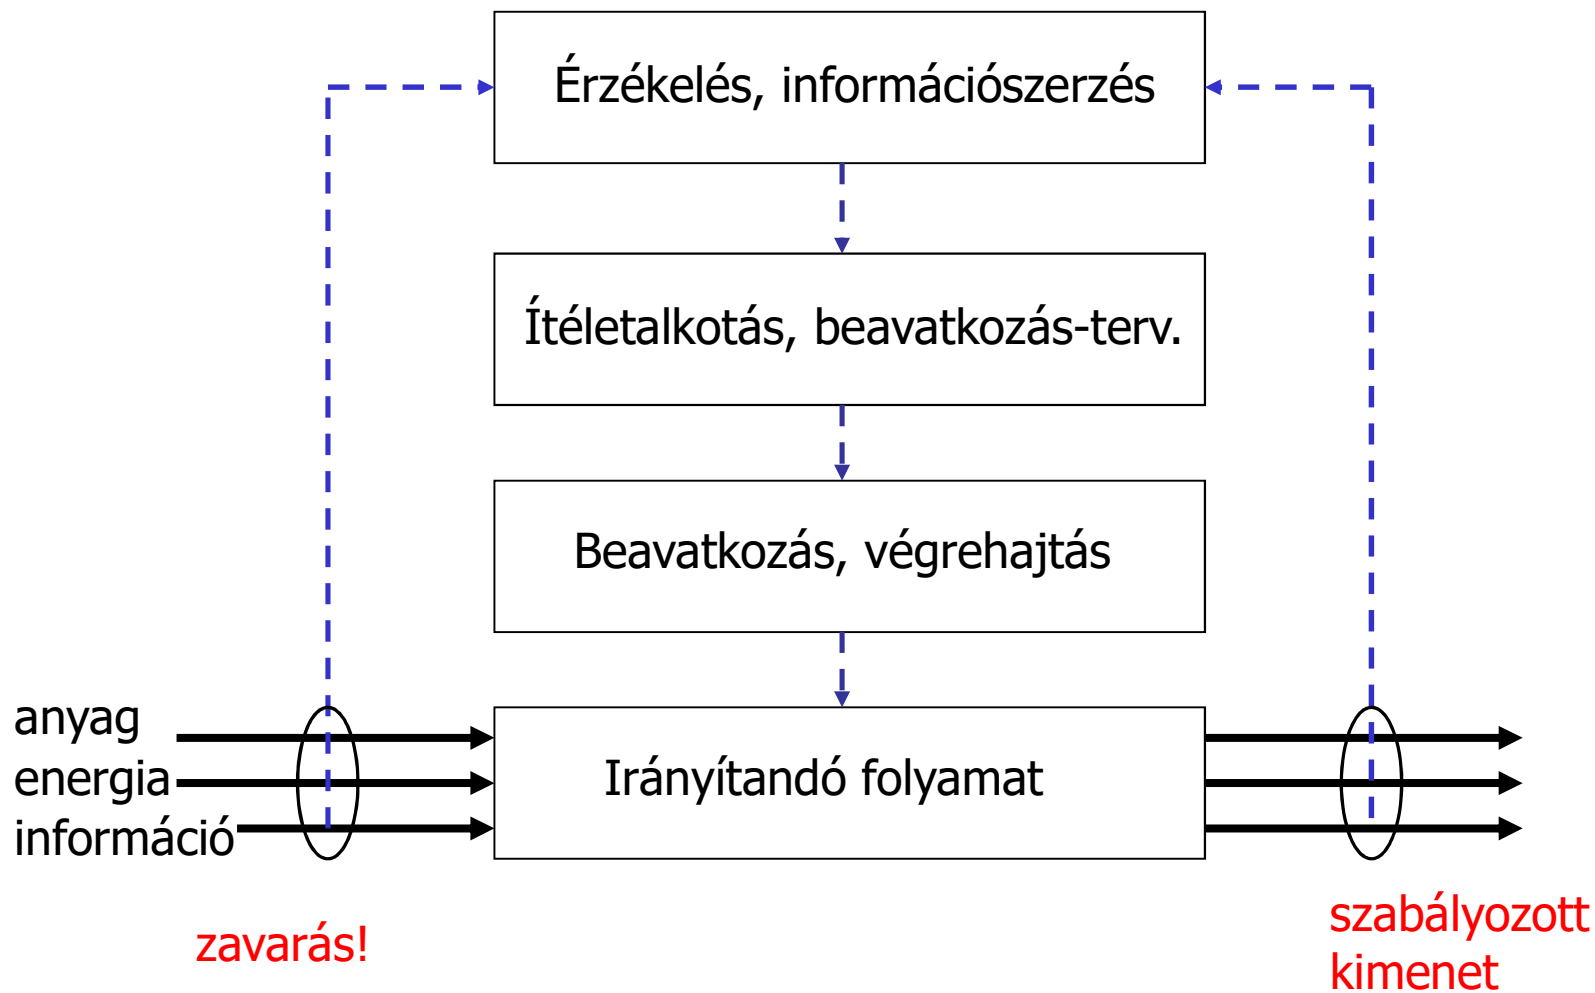 Érzékelés, információszerzés
Ítéletalkotás, beavatkozás-terv.
Beavatkozás, végrehajtás
anyag
energia
információ
Irányítandó folyamat
zavarás!
szabályozott
kimenet